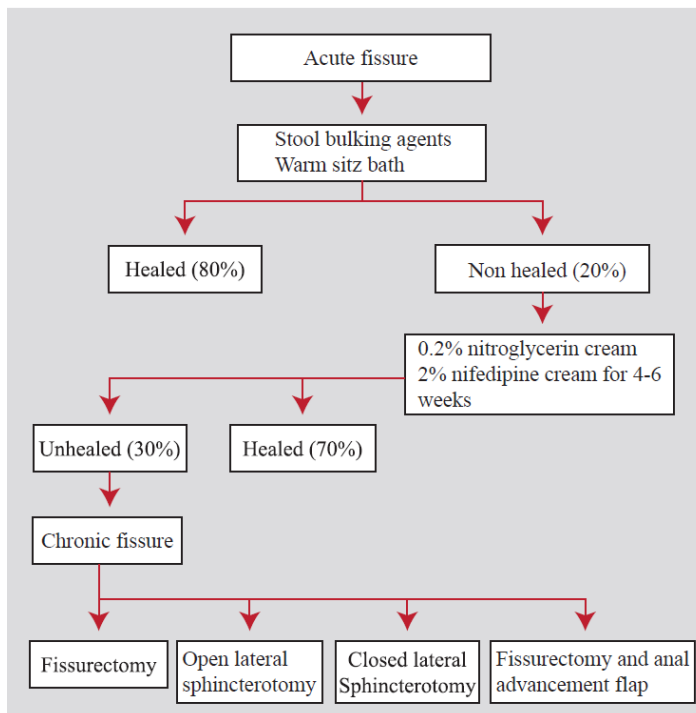 Acute fissure
Stool bulking agents
Warm sitz bath
Healed (80%)
Non healed (20%)
0.2% nitroglycerin cream
2% nifedipine cream for 4-6
weeks
Unhealed (30%)
Healed (70%)
Chronic fissure
Fissurectomy
Open lateral
sphincterotomy
Closed lateral
Sphincterotomy
Fissurectomy and anal
advancement flap